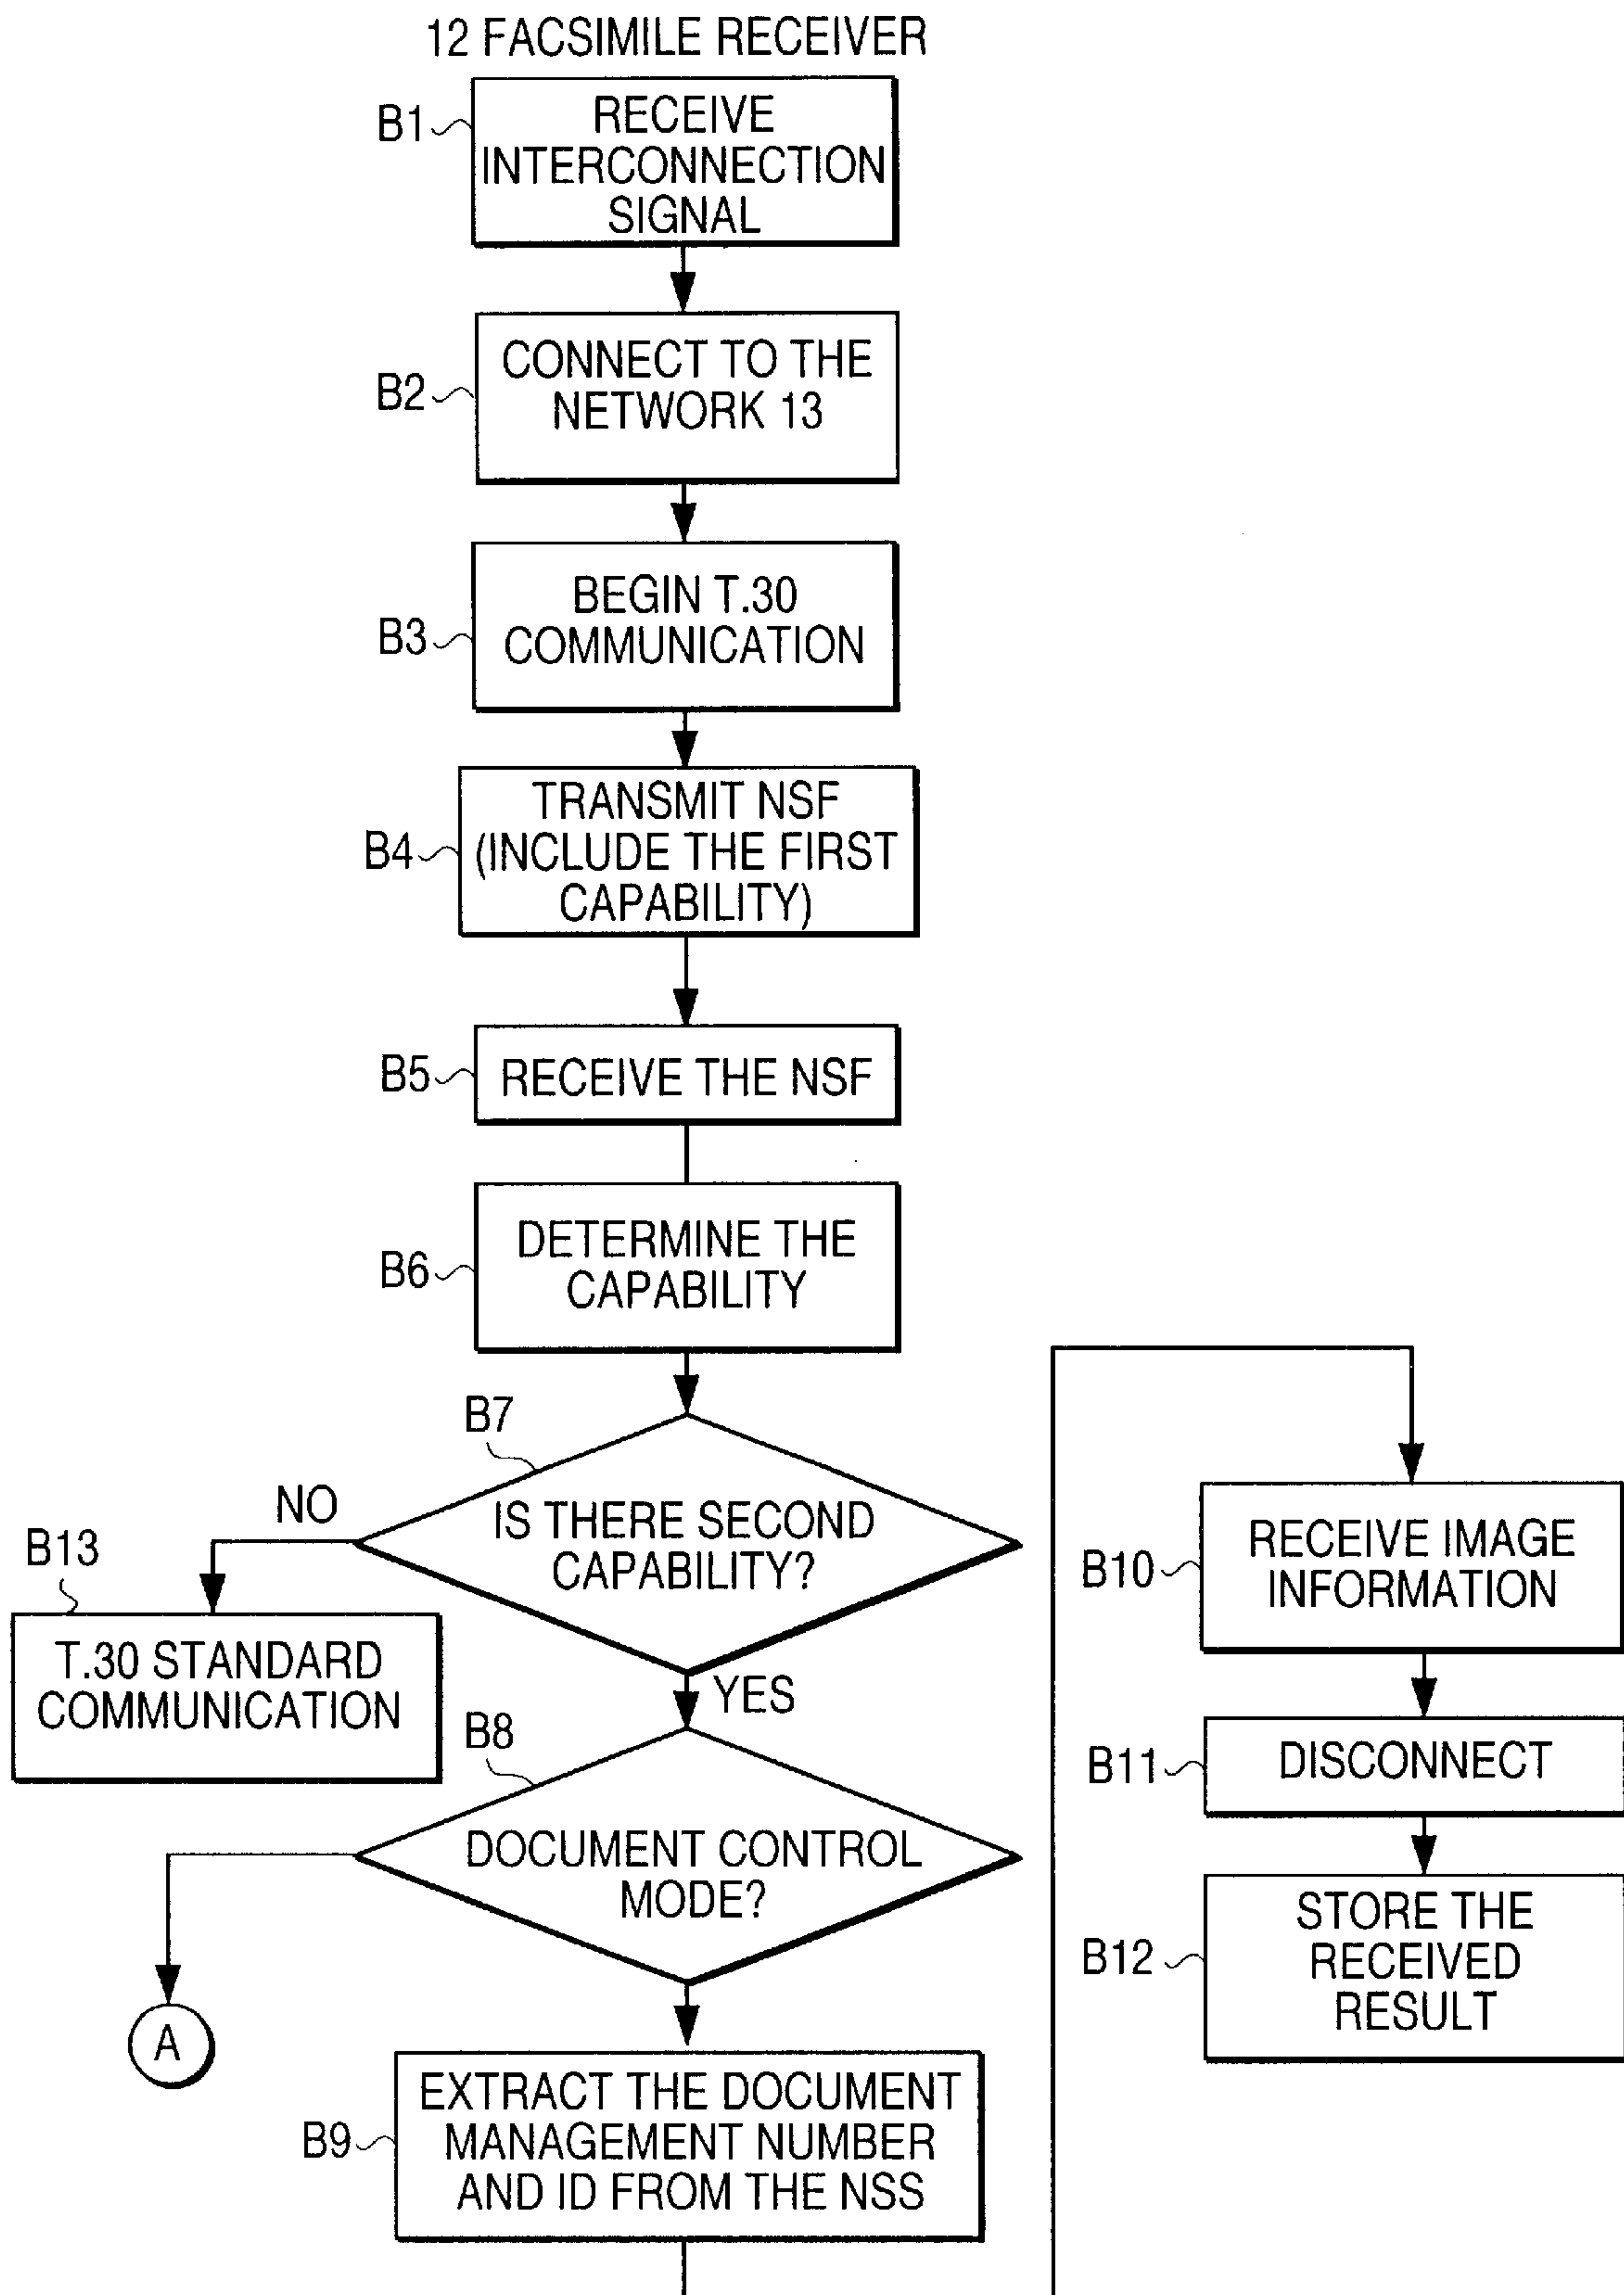 12 FACSIMILE RECEIVER
B1
RECEIVE
INTERCONNECTION
SIGNAL
B2
CONNECT TO THE
NETWORK 13
B3
BEGIN T.30
COMMUNICATION
B4
TRANSMIT NSF
(INCLUDE THE FIRST
CAPABILITY)
B5
RECEIVE THE NSF
B6
DETERMINE THE
CAPABILITY
B7
IS THERE SECOND
CAPABILITY?
NO
YES
B13
T.30 STANDARD
COMMUNICATION
B8
DOCUMENT CONTROL
MODE?
A
B9
EXTRACT THE DOCUMENT
MANAGEMENT NUMBER
AND ID FROM THE NSS
B10
RECEIVE IMAGE
INFORMATION
B11
DISCONNECT
B12
STORE THE
RECEIVED
RESULT